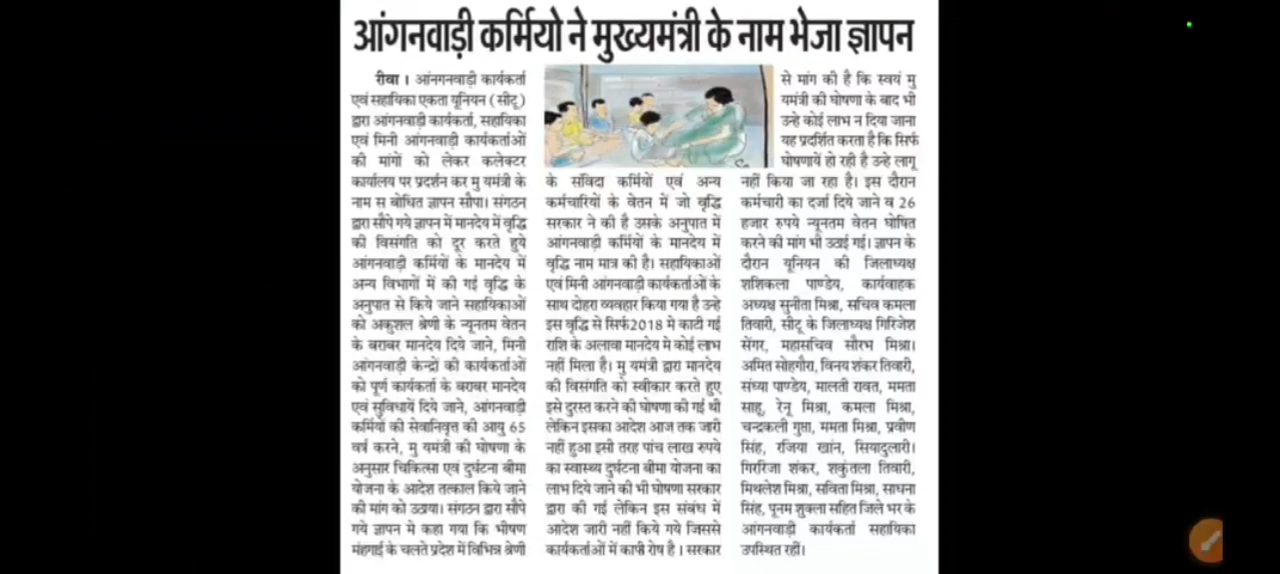 आंगनवाड़ी कर्मियो ने मुख्यमंत्री के नाम भेजा ज्ञापन
रीवा। आंनगनवाड़ी कार्यकर्ता
एवं सहायिका एकता यूनियन (सीटू)
द्वारा आंगनवाड़ी कार्यकर्ता, सहायिका
एवं मिनी आंगनवाड़ी कार्यकर्ताओं
की मांगों को लेकर कलेक्टर
कार्यालय पर प्रदर्शन कर मु यमंत्री के
नाम स बोधित ज्ञापन सौपा। संगठन
द्वारा सौपे गये ज्ञापन में मानदेय में वृद्धि
की विसंगति को दूर करते हुये
आंगनवाड़ी कर्मियों के मानदेय में
अन्य विभागों में की गई वृद्धि के
अनुपात से किये जाने सहायिकाओं
को अकुशल श्रेणी के न्यूनतम वेतन
के बराबर मानदेय दिये जाने, मिनी
आंगनवाड़ी केन्द्रों की कार्यकर्ताओं
को पूर्ण कार्यकर्ता के बराबर मानदेय
एवं सुविधायें दिये जाने, आंगनवाड़ी
कर्मियों की सेवानिवृत्त की आयु 65
वर्ष करने, मु यमंत्री की घोषणा के
अनुसार चिकित्सा एवं दुर्घटना बीमा
योजना के आदेश तत्काल किये जाने
की मांग को उठाया। संगठन द्वारा सौपे
गये ज्ञापन मे कहा गया कि भीषण
मंहगाई के चलते प्रदेश में विभिन्न श्रेणी
के संविदा कर्मियों एवं अन्य
कर्मचारियों के वेतन में जो वृद्धि
सरकार ने की है उसके अनुपात में
आंगनवाड़ी कर्मियों के मानदेय में
वृद्धि नाम मात्र की है। सहायिकाओं
एवं मिनी आंगनवाड़ी कार्यकर्ताओं के
साथ दोहरा व्यवहार किया गया है उन्हे
इस वृद्धि से सिर्फ 2018 मे काटी गई
राशि के अलावा मानदेय मे कोई लाभ
नहीं मिला है। मु यमंत्री द्वारा मानदेय
की विसंगति को स्वीकार करते हुए
इसे दुरस्त करने की घोषणा की गई थी
लेकिन इसका आदेश आज तक जारी
नहीं हुआ इसी तरह पांच लाख रुपये
का स्वास्थ्य दुर्घटना बीमा योजना का
लाभ दिये जाने की भी घोषणा सरकार
द्वारा की गई लेकिन इस संबंध में
आदेश जारी नहीं किये गये जिससे
कार्यकर्ताओं में काफी रोष है। सरकार
से मांग की है कि स्वयं मु
यमंत्री की घोषणा के बाद भी
उन्हे कोई लाभ न दिया जाना
यह प्रदर्शित करता है कि सिर्फ
घोषणायें हो रही है उन्हे लागू
नहीं किया जा रहा है। इस दौरान
कर्मचारी का दर्जा दिये जाने व 26
हजार रुपये न्यूनतम वेतन घोषित
करने की मांग भी उठाई गई। ज्ञापन के
दौरान यूनियन की जिलाध्यक्ष
शशिकला पाण्डेय, कार्यवाहक
अध्यक्ष सुनीता मिश्रा, सचिव कमला
तिवारी, सीटू के जिलाध्यक्ष गिरिजेश
सेंगर, महासचिव सौरभ मिश्रा।
अमित सोहगौरा, विनय शंकर तिवारी,
संध्या पाण्डेय, मालती रावत, ममता
साहू, रेनू मिश्रा, कमला मिश्रा,
चन्द्रकली गुप्ता, ममता मिश्रा, प्रवीण
सिंह, रजिया खांन, सियादुलारी।
गिररिजा शंकर, शकुंतला तिवारी,
मिथलेश मिश्रा, सविता मिश्रा, साधना
सिंह, पूनम शुक्ला सहित जिले भर के
आंगनवाड़ी कार्यकर्ता सहायिका
उपस्थित रहीं।